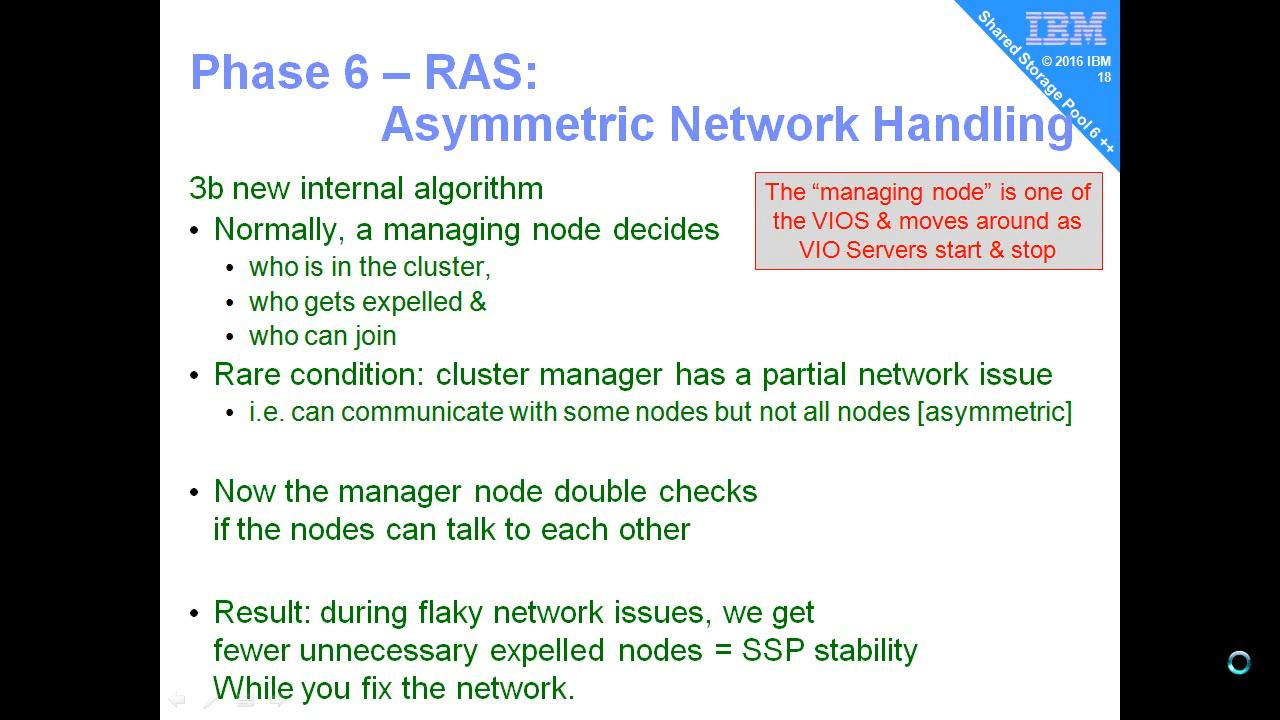 Phase 6 – RAS:
Asymmetric Network Handling
IBM
© 2016 IBM
18
Shared Storage Pool 6 ++
3b new internal algorithm
• Normally, a managing node decides
• who is in the cluster,
• who gets expelled &
• who can join
The “managing node” is one of
the VIOS & moves around as
VIO Servers start & stop
• Rare condition: cluster manager has a partial network issue
• i.e. can communicate with some nodes but not all nodes [asymmetric]
• Now the manager node double checks
if the nodes can talk to each other
• Result: during flaky network issues, we get
fewer unnecessary expelled nodes = SSP stability
While you fix the network.